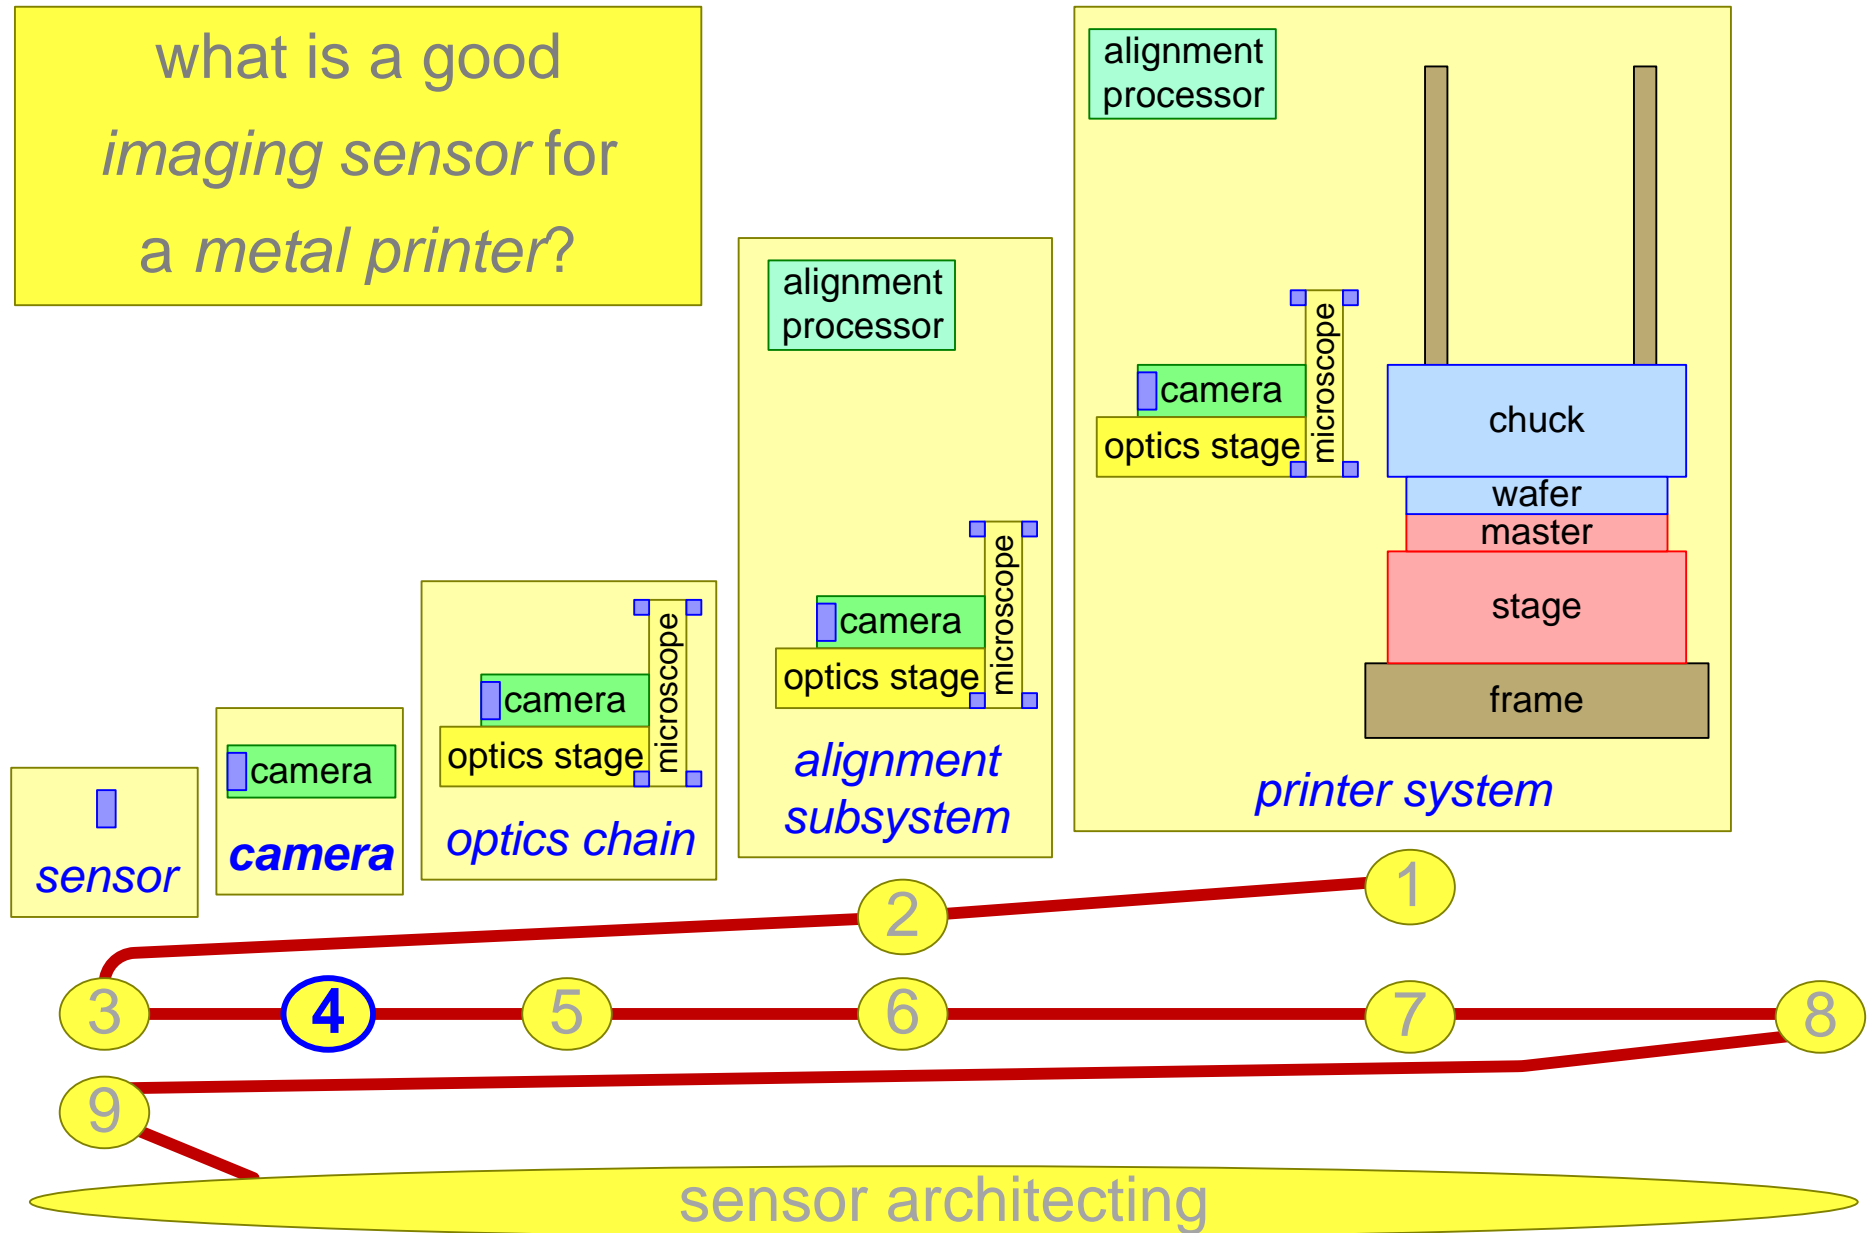 what is a good
imaging sensor for
a metal printer?
sensor
camera
camera
camera
optics stage
microscope
optics chain
alignment
processor
camera
optics stage
microscope
alignment
subsystem
alignment
processor
camera
optics stage
microscope
chuck
wafer
master
stage
frame
printer system
1
2
3
4
5
6
7
8
9
sensor architecting